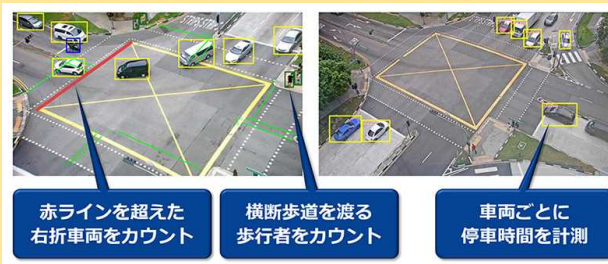 赤ラインを超えた
右折車両をカウント
横断歩道を渡る
歩行者をカウント
車両ごとに
停車時間を計測